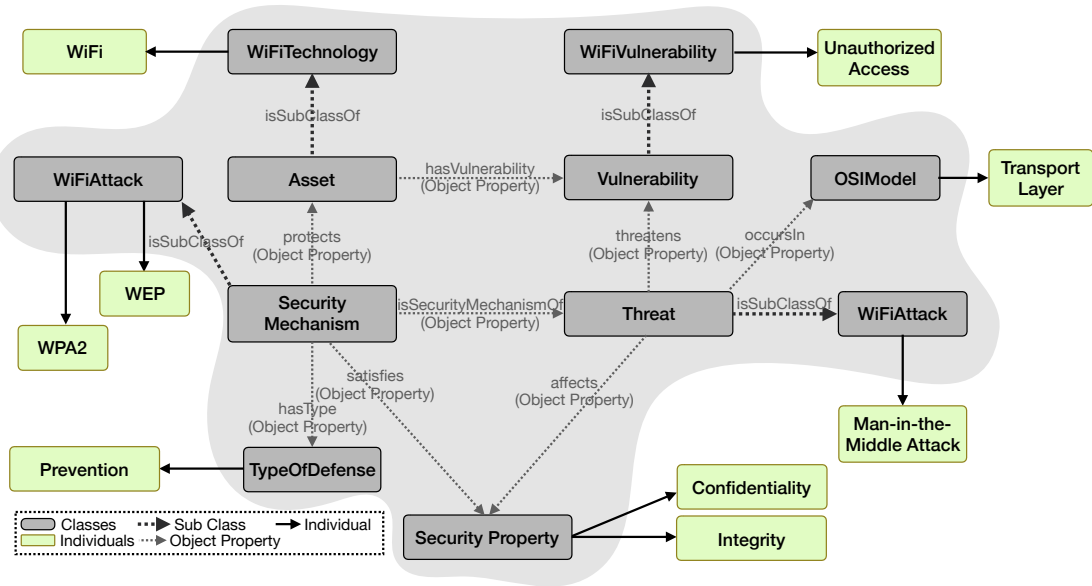 WiFi
WiFiTechnology
WiFiVulnerability
Unauthorized
Access
isSubClassOf
isSubClassOf
WiFiAttack
Asset
hasVulnerability
(Object Property)
Vulnerability
OSIModel
Transport
Layer
isSubClassOf
protects
(Object Property)
threatens
(Object Property)
occursIn
(Object Property)
WEP
Security
Mechanism
isSecurityMechanismOf
(Object Property)
Threat
isSubClassOf
WiFiAttack
WPA2
satisfies
(Object Property)
affects
(Object Property)
hasType
(Object Property)
Man-in-the-
Middle Attack
Prevention
TypeOfDefense
Confidentiality
Security Property
Integrity
Classes
Sub Class
Individual
Individuals
Object Property